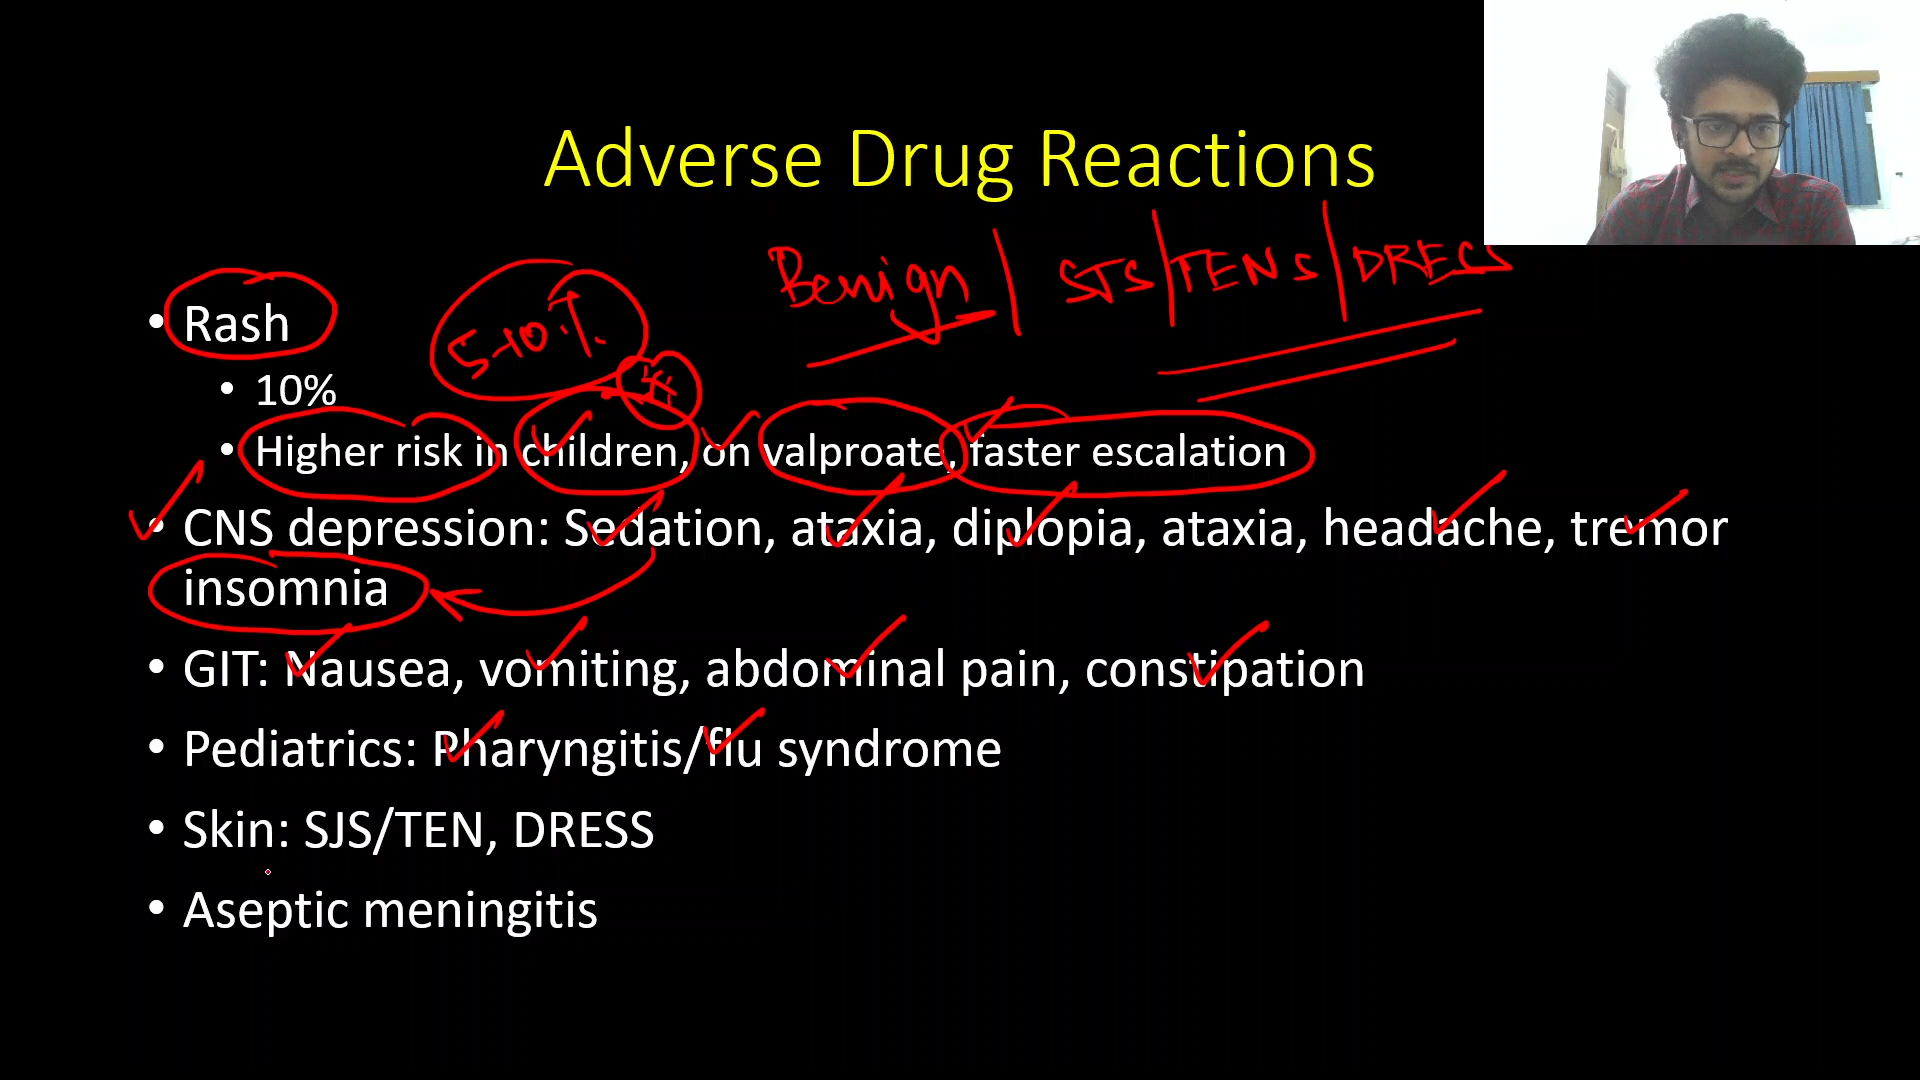 Adverse Drug Reactions
Benign | SJS | TENS | DRESS
• Rash
5-10%
• 10%
• Higher risk in children, on valproate, faster escalation
• CNS depression: Sedation, ataxia, diplopia, ataxia, headache, tremor
insomnia
• GIT: Nausea, vomiting, abdominal pain, constipation
• Pediatrics: Pharyngitis/flu syndrome
• Skin: SJS/TEN, DRESS
• Aseptic meningitis